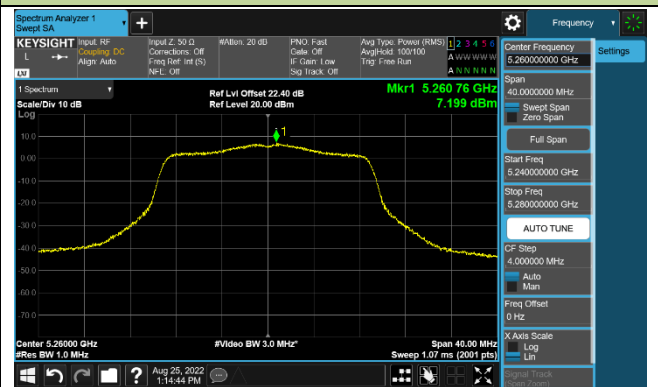 Spectrum Analyzer 1
Swept SA
+
Frequency
KEYSIGHT
L
LXI
Input: RF
Coupling: DC
Align: Auto
Input Z: 50 Ω
Corrections: Off
Freq Ref: Int (S)
NFE: Off
#Atten: 20 dB
PNO: Fast
Gate: Off
IF Gain: Low
Sig Track: Off
Avg Type: Power (RMS)
Avg|Hold: 100/100
Trig: Free Run
1 2 3 4 5 6
A W W W W W
A N N N N N
1 Spectrum
Scale/Div 10 dB
Log
Ref Lvl Offset 22.40 dB
Ref Level 20.00 dBm
Mkr1 5.260 76 GHz
7.199 dBm
1
10.0
0.00
-10.0
-20.0
-30.0
-40.0
-50.0
-60.0
-70.0
Center 5.26000 GHz
#Res BW 1.0 MHz
#Video BW 3.0 MHz*
Span 40.00 MHz
Sweep 1.07 ms (2001 pts)
Center Frequency
5.260000000 GHz
Settings
Span
40.0000000 MHz
Swept Span
Zero Span
Full Span
Start Freq
5.240000000 GHz
Stop Freq
5.280000000 GHz
AUTO TUNE
CF Step
4.000000 MHz
Auto
Man
Freq Offset
0 Hz
X Axis Scale
Log
Lin
Signal Track
(Span Zoom)
?
Aug 25, 2022
1:14:44 PM